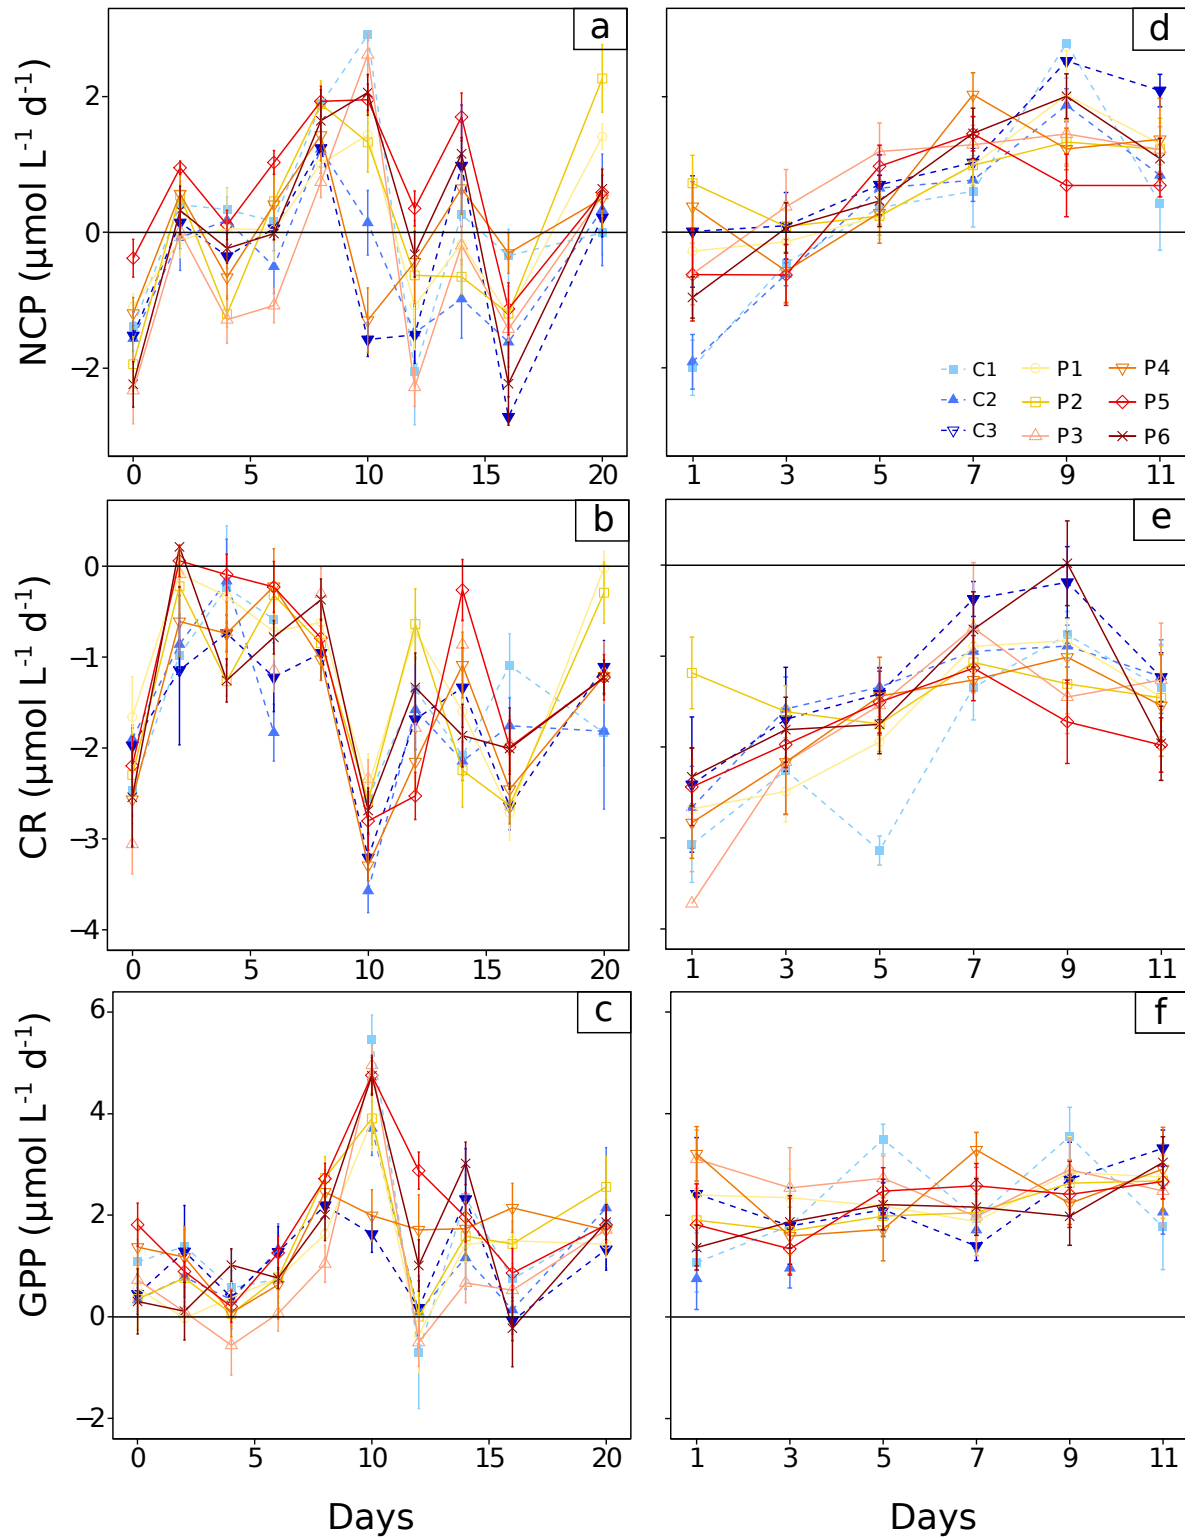 a
NCP (µmol L-1 d-1)
2
0
−2
0 5 10 15 20
d
C1 P1 P4
C2 P2 P5
C3 P3 P6
1 3 5 7 9 11
b
CR (µmol L-1 d-1)
0
−1
−2
−3
−4
0 5 10 15 20
e
1 3 5 7 9 11
c
GPP (µmol L-1 d-1)
6
4
2
0
−2
0 5 10 15 20
Days
f
1 3 5 7 9 11
Days